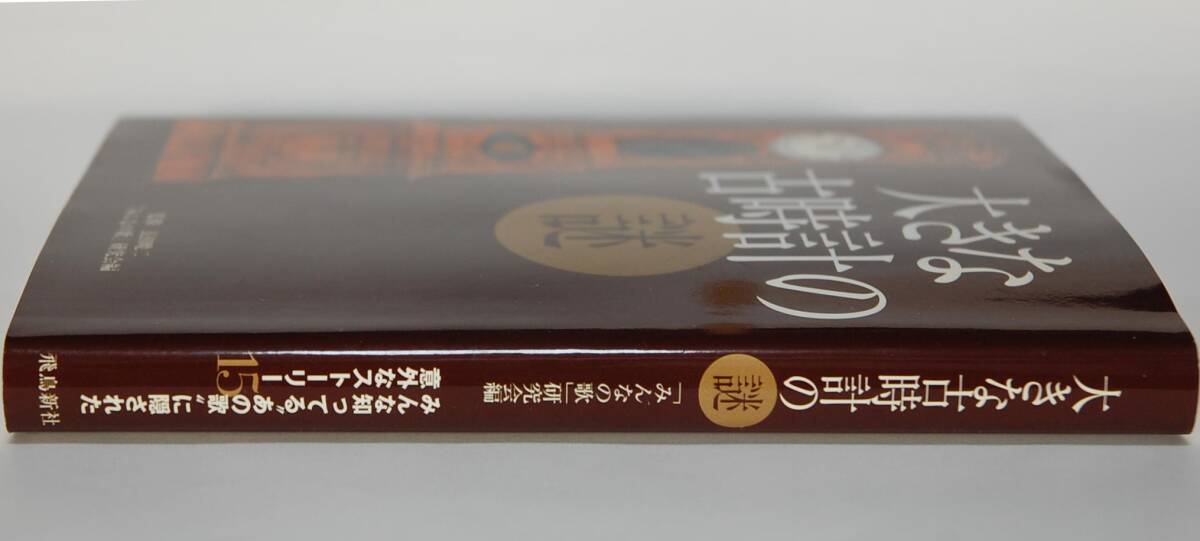 大きな
古時計の
謎
大きな古時計の
謎
「みんなの歌」研究会編
みんな知ってる"あの歌"に隠された
15意外なストーリー
飛鳥新社